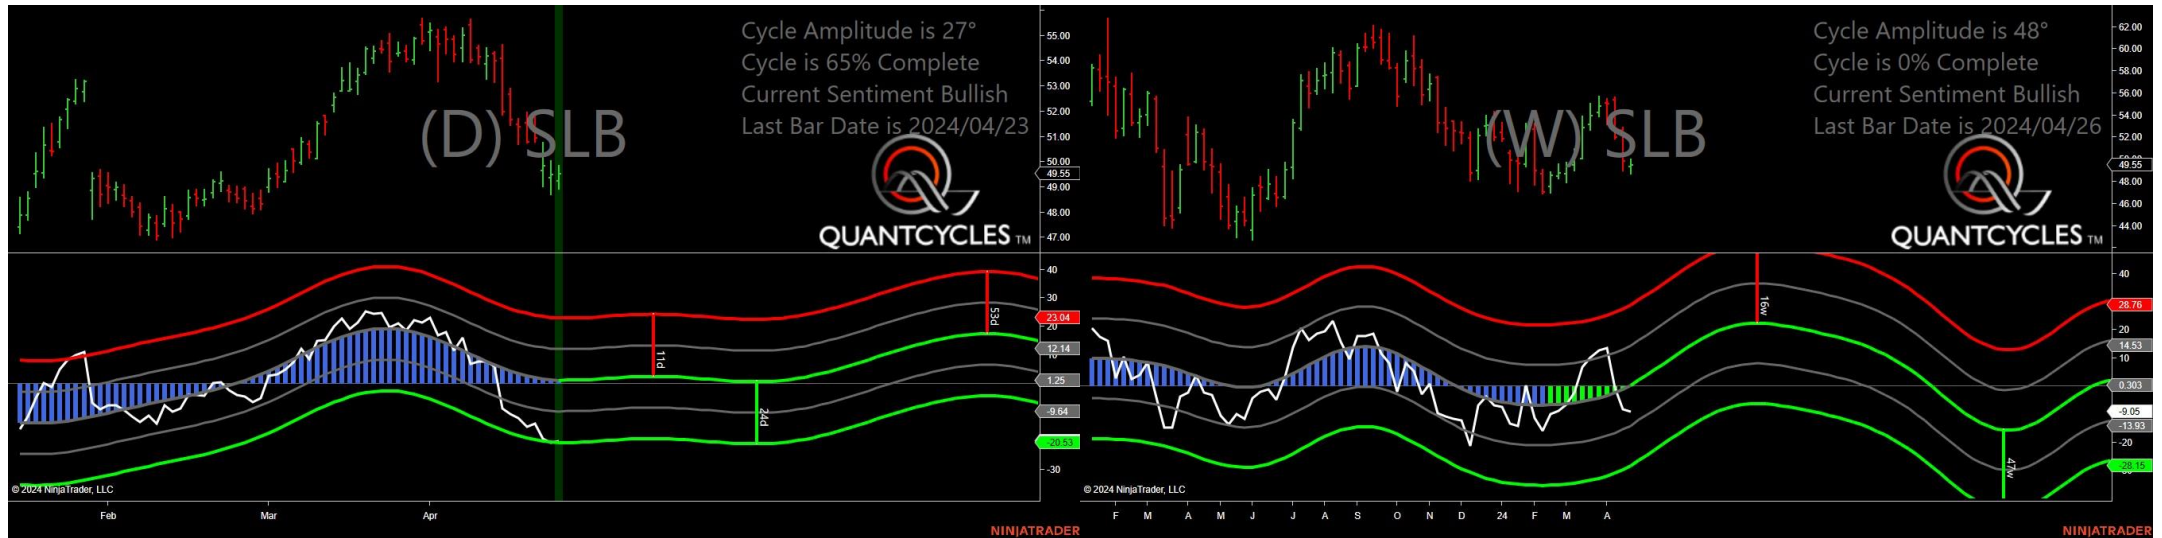 Cycle Amplitude is 27°
Cycle is 65% Complete
Current Sentiment Bullish
Last Bar Date is 2024/04/23
(D) SLB
QUANTCYCLES TM
55.00
54.00
53.00
52.00
51.00
50.00
49.55
49.00
48.00
47.00
40
30
23.04
20
12.14
10
1.25
-9.64
-20.53
-30
11d
24d
53d
© 2024 NinjaTrader, LLC
Feb Mar Apr
NINJATRADER
Cycle Amplitude is 48°
Cycle is 0% Complete
Current Sentiment Bullish
Last Bar Date is 2024/04/26
(W) SLB
QUANTCYCLES TM
62.00
60.00
58.00
56.00
54.00
52.00
49.55
48.00
46.00
44.00
40
28.76
20
14.53
10
0.303
-9.05
-13.93
-20
-28.15
16w
47w
© 2024 NinjaTrader, LLC
F M A M J J A S O N D 24 F M A
NINJATRADER